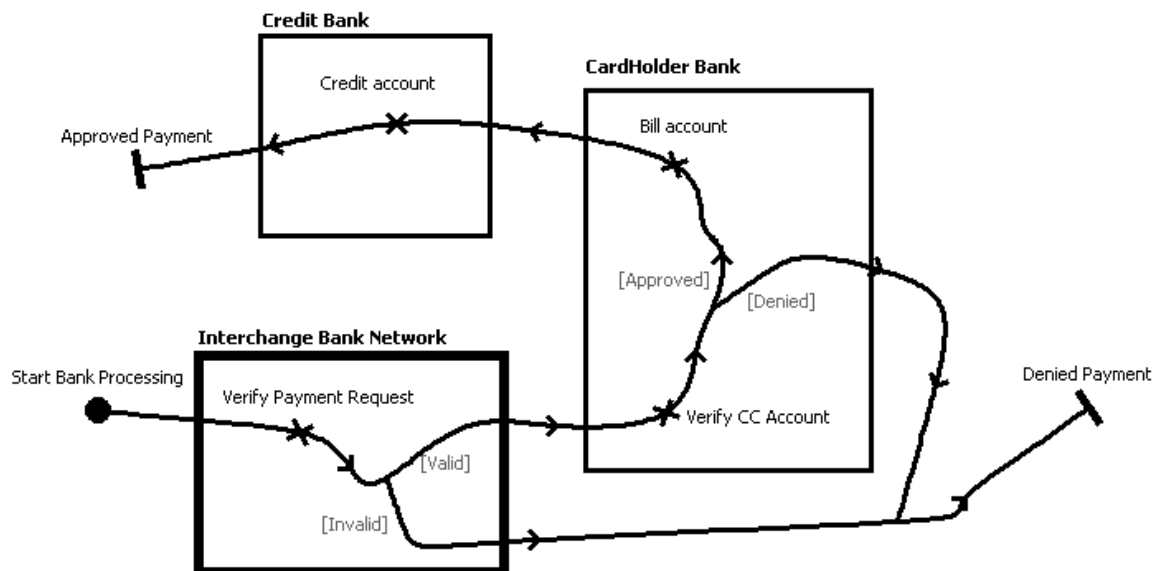 Credit Bank
CardHolder Bank
Credit account
Bill account
Approved Payment
[Approved]
[Denied]
Interchange Bank Network
Start Bank Processing
Denied Payment
Verify Payment Request
Verify CC Account
[Valid]
[Invalid]